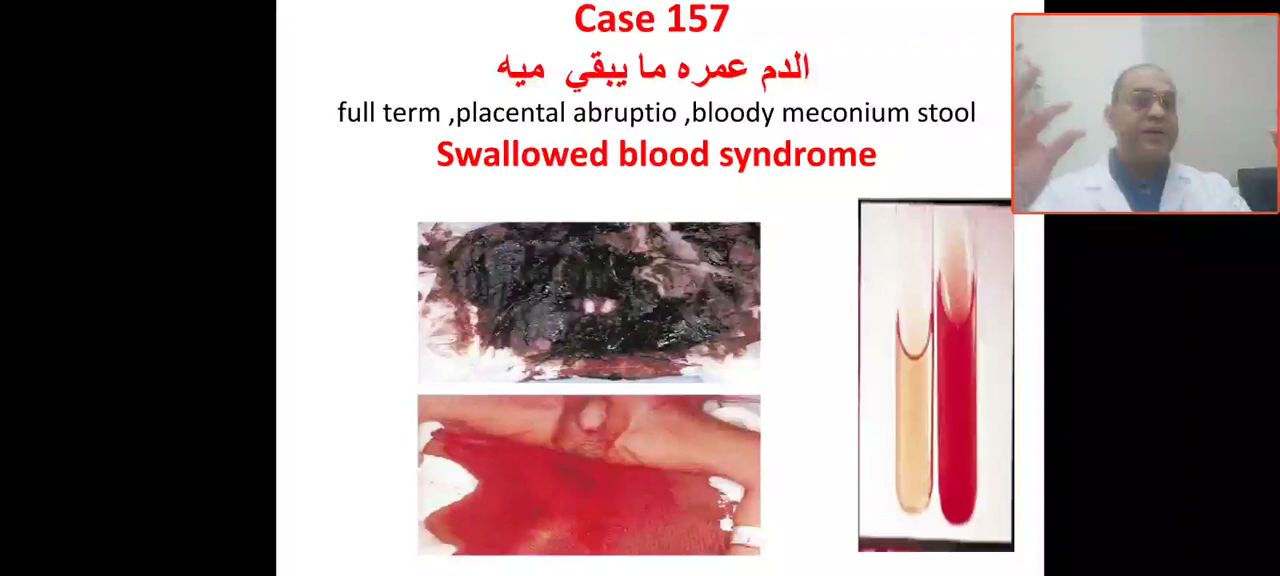 Case 157
الدم عمره ما يبقي ميه
full term ,placental abruptio ,bloody meconium stool
Swallowed blood syndrome